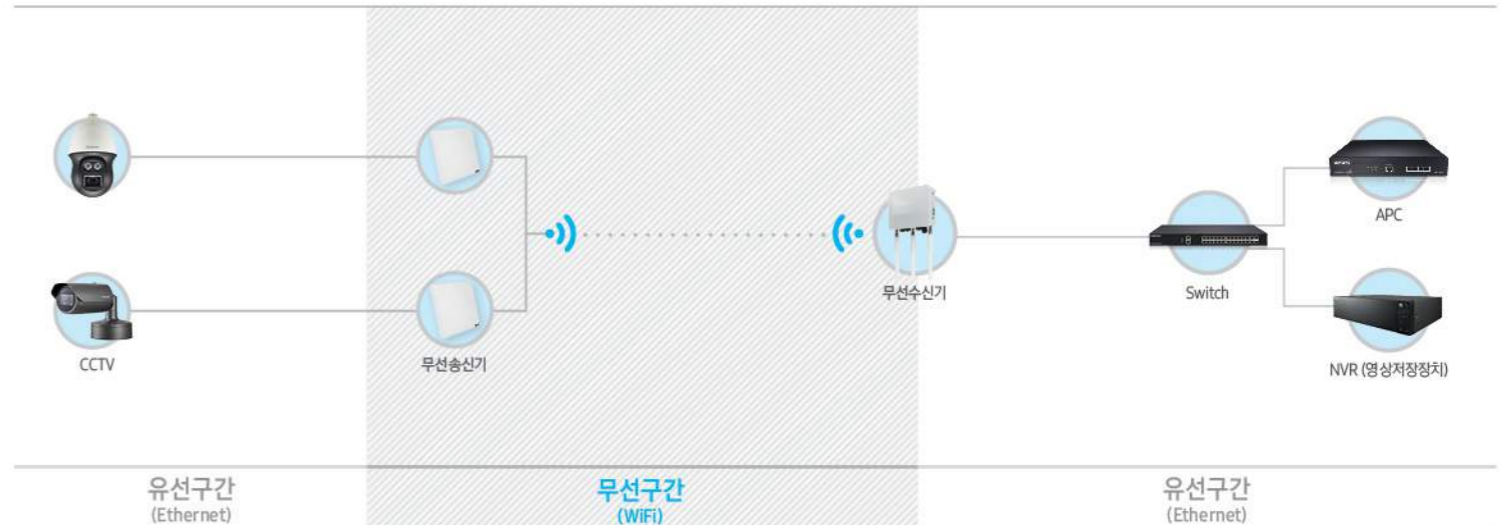 APC
무선수신기
Switch
CCTV
무선송신기
NVR (영상저장장치)
유선구간
(Ethernet)
무선구간
(WiFi)
유선구간
(Ethernet)